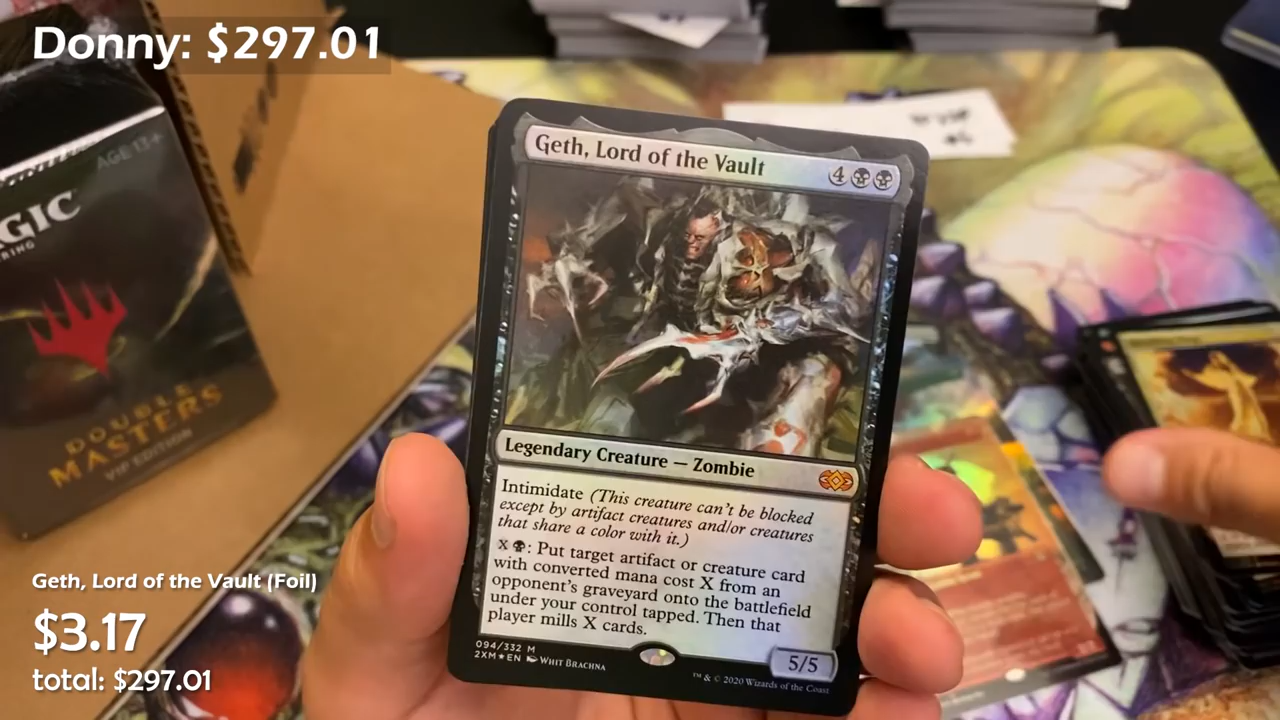 Donny: $297.01
AGE 13+
AGIC
ERING
DOUBLE
MASTERS
VIP EDITION
Geth, Lord of the Vault 4
Legendary Creature — Zombie
Intimidate (This creature can't be blocked
except by artifact creatures and/or creatures
that share a color with it.)
X : Put target artifact or creature card
with converted mana cost X from an
opponent's graveyard onto the battlefield
under your control tapped. Then that
player mills X cards.
094/332 M
2XM★EN Whit Brachna
5/5
™ & © 2020 Wizards of the Coast
Geth, Lord of the Vault (Foil)
$3.17
total: $297.01